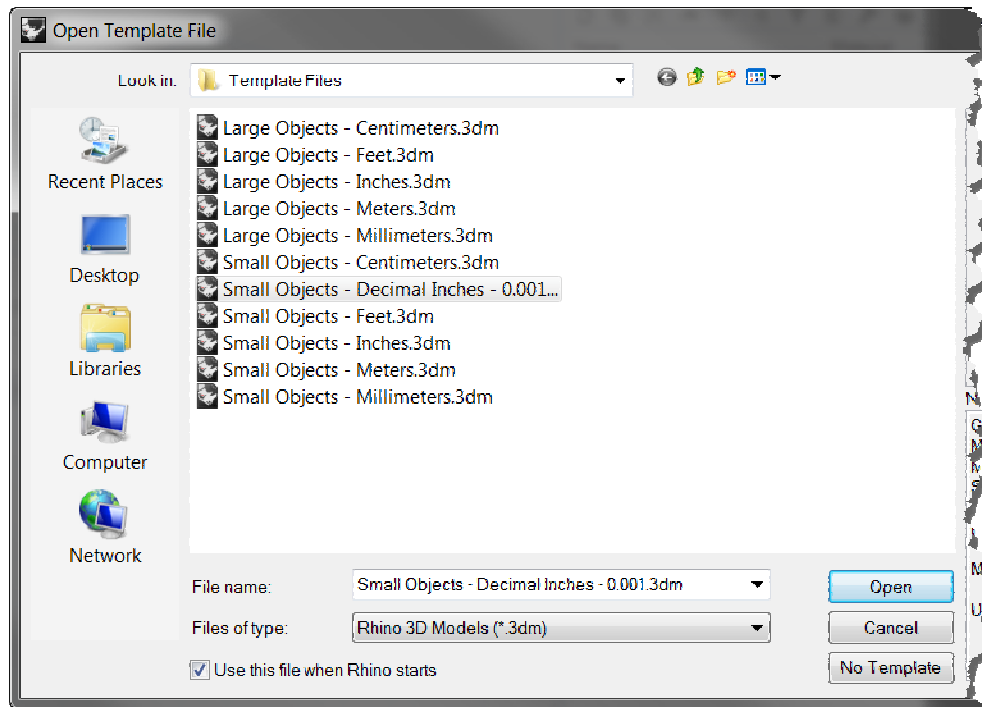 Open Template File
Look in:
Template Files
Recent Places
Desktop
Libraries
Computer
Network
Large Objects - Centimeters.3dm
Large Objects - Feet.3dm
Large Objects - Inches.3dm
Large Objects - Meters.3dm
Large Objects - Millimeters.3dm
Small Objects - Centimeters.3dm
Small Objects - Decimal Inches - 0.001...
Small Objects - Feet.3dm
Small Objects - Inches.3dm
Small Objects - Meters.3dm
Small Objects - Millimeters.3dm
File name:
Small Objects - Decimal Inches - 0.001.3dm
Open
Files of type:
Rhino 3D Models (*.3dm)
Cancel
Use this file when Rhino starts
No Template